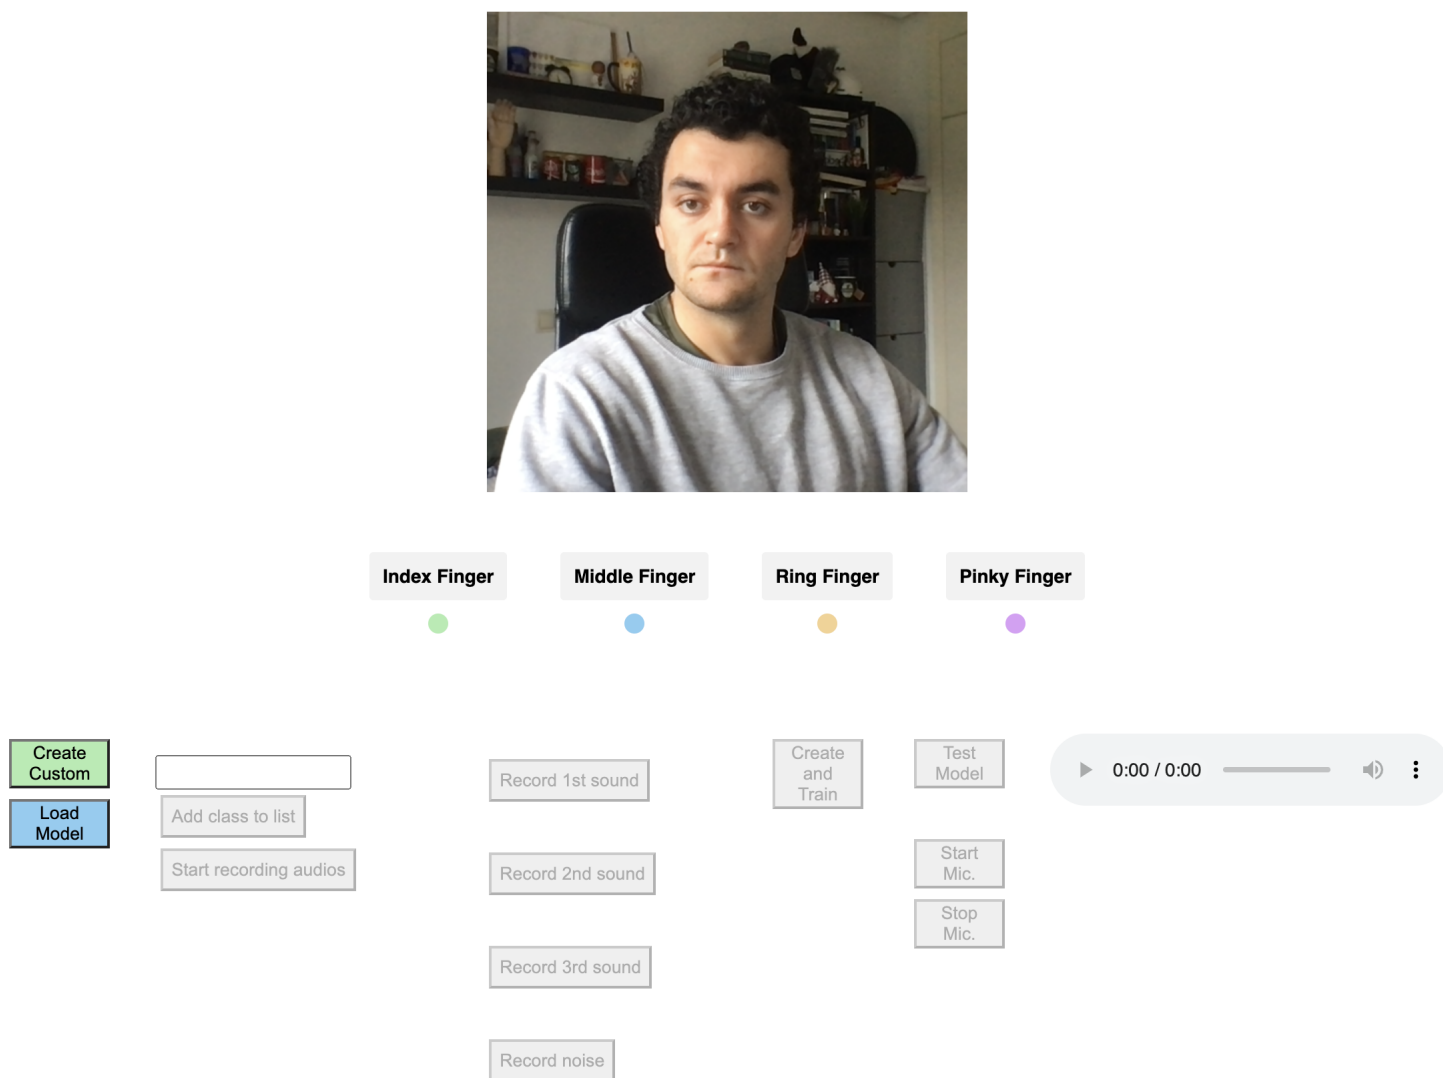 Index Finger
Middle Finger
Ring Finger
Pinky Finger
Create
Custom
Load
Model
Add class to list
Start recording audios
Record 1st sound
Record 2nd sound
Record 3rd sound
Record noise
Create
and
Train
Test
Model
Start
Mic.
Stop
Mic.
0:00 / 0:00